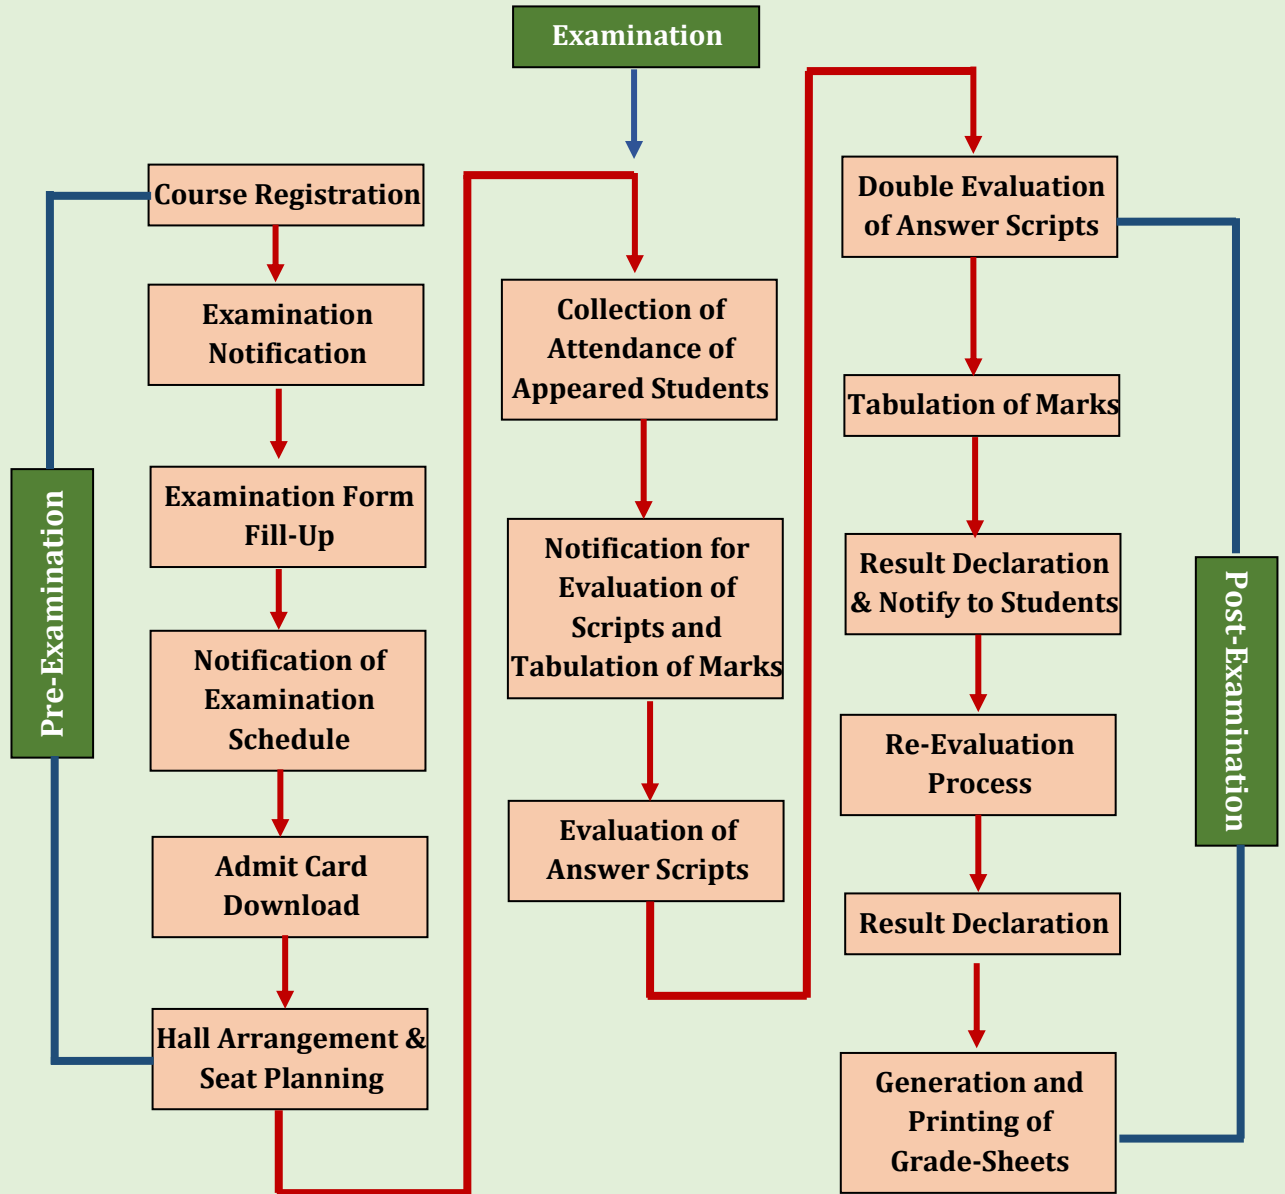 Examination
Pre-Examination
Course Registration
Examination
Notification
Examination Form
Fill-Up
Notification of
Examination
Schedule
Admit Card
Download
Hall Arrangement &
Seat Planning
Collection of
Attendance of
Appeared Students
Notification for
Evaluation of
Scripts and
Tabulation of Marks
Evaluation of
Answer Scripts
Double Evaluation
of Answer Scripts
Tabulation of Marks
Result Declaration
& Notify to Students
Re-Evaluation
Process
Result Declaration
Generation and
Printing of
Grade-Sheets
Post-Examination